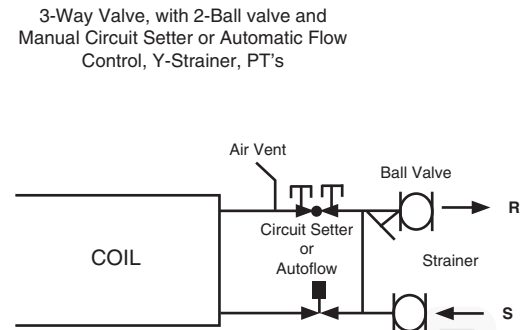 3-Way Valve, with 2-Ball valve and
Manual Circuit Setter or Automatic Flow
Control, Y-Strainer, PT's
Air Vent
Ball Valve
R
Circuit Setter
or
Autoflow
COIL
Strainer
S